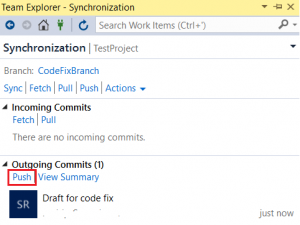 Team Explorer - Synchronization
Search Work Items (Ctrl+')
Synchronization | TestProject
Branch: CodeFixBranch
Sync | Fetch | Pull | Push | Actions
Incoming Commits
Fetch | Pull
There are no incoming commits.
Outgoing Commits (1)
Push | View Summary
SR Draft for code fix
just now